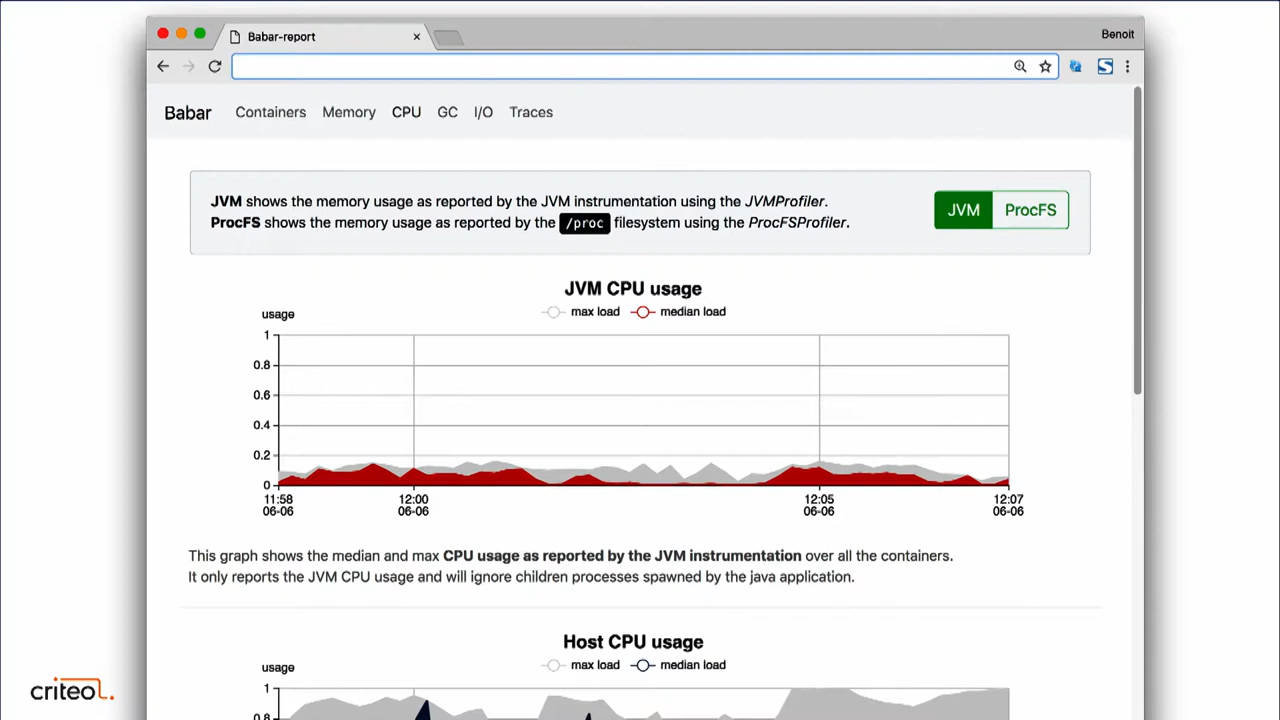 Babar-report
Benoit
Babar Containers Memory CPU GC I/O Traces
JVM shows the memory usage as reported by the JVM instrumentation using the JVMProfiler.
ProcFS shows the memory usage as reported by the /proc filesystem using the ProcFSProfiler.
JVM ProcFS
JVM CPU usage
max load median load
usage
1
0.8
0.6
0.4
0.2
0
11:58 12:00 12:05 12:07
06-06 06-06 06-06 06-06
This graph shows the median and max CPU usage as reported by the JVM instrumentation over all the containers.
It only reports the JVM CPU usage and will ignore children processes spawned by the java application.
Host CPU usage
max load median load
usage
1
0.8
criteo